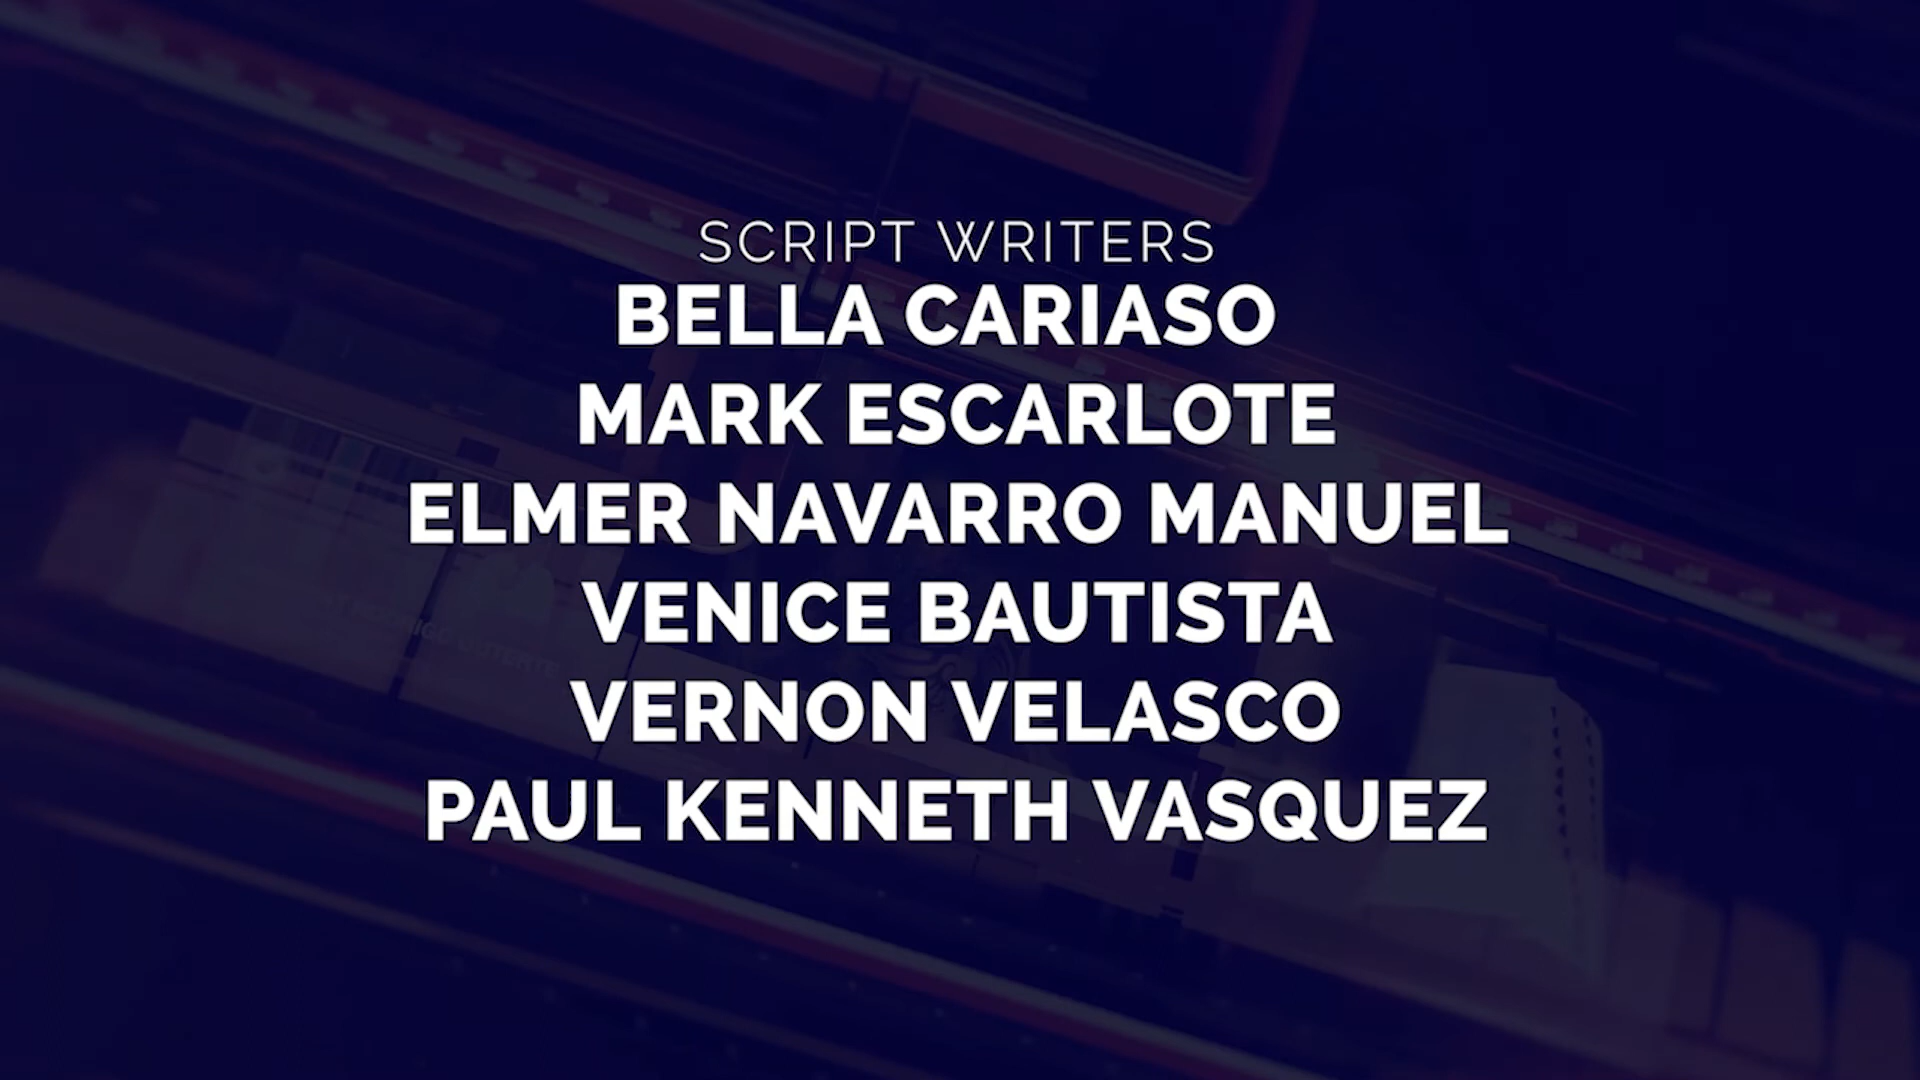 SCRIPT WRITERS
BELLA CARIASO
MARK ESCARLOTE
ELMER NAVARRO MANUEL
VENICE BAUTISTA
VERNON VELASCO
PAUL KENNETH VASQUEZ